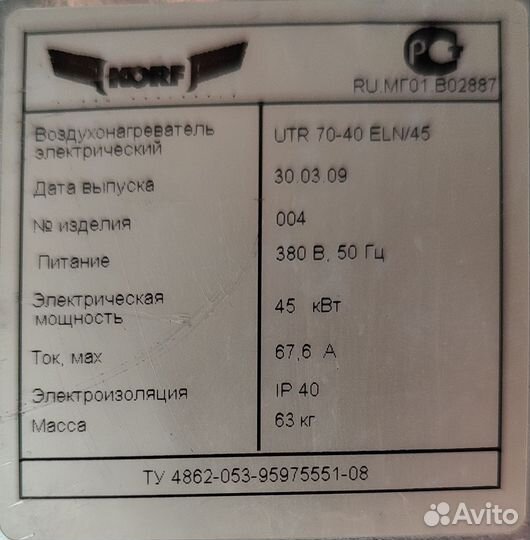 KORF
РСТ
RU.МГ01.В02887
Воздухонагреватель электрический UTR 70-40 ELN/45
Дата выпуска 30.03.09
№ изделия 004
Питание 380 В, 50 Гц
Электрическая мощность 45 кВт
Ток, мах 67,6 А
Электроизоляция IP 40
Масса 63 кг
ТУ 4862-053-95975551-08
Avito